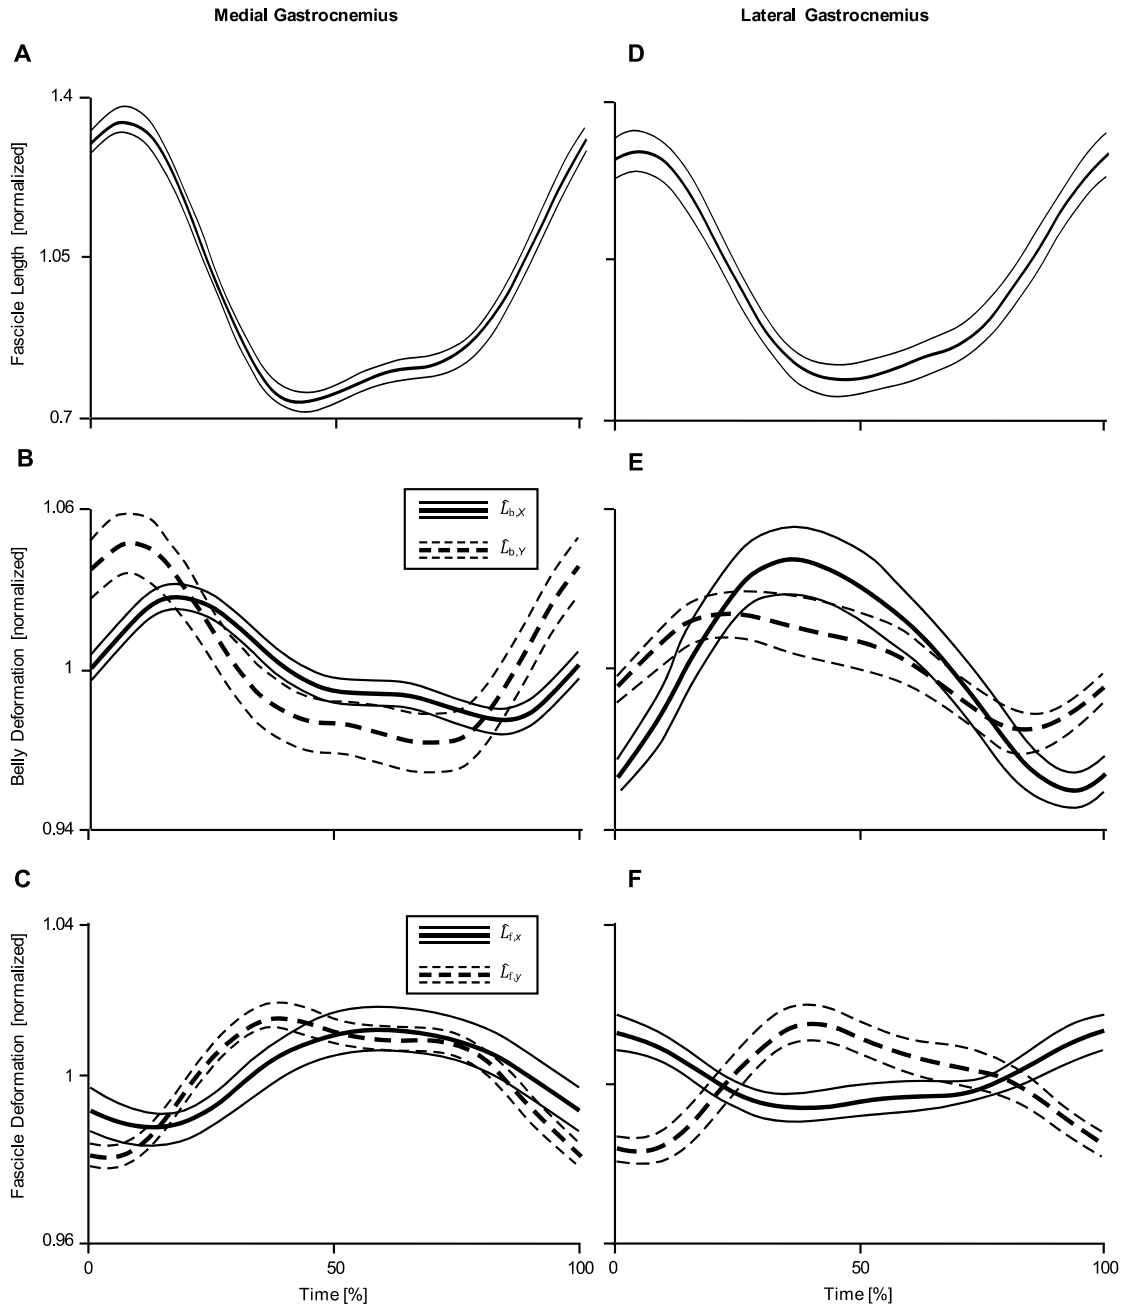 Medial Gastrocnemius
Lateral Gastrocnemius
A
D
Fascicle Length [normalized]
1.4
1.05
0.7
B
E
Belly Deformation [normalized]
1.06
1
0.94
L̂b,X
L̂b,Y
C
F
Fascicle Deformation [normalized]
1.04
1
0.96
L̂f,x
L̂f,y
0
50
100
0
50
100
Time [%]
Time [%]